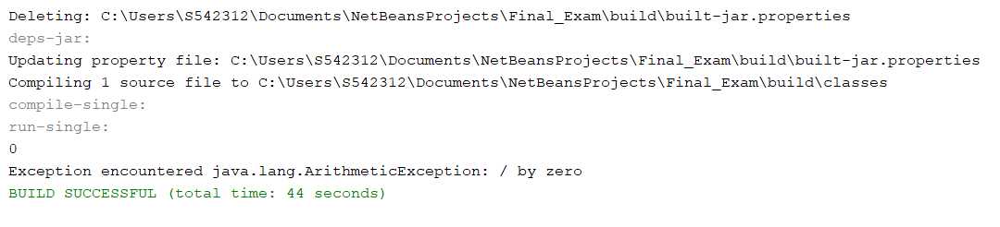 Deleting: C:\Users\S542312\Documents\NetBeansProjects\Final_Exam\build\built-jar.properties
deps-jar:
Updating property file: C:\Users\S542312\Documents\NetBeansProjects\Final_Exam\build\built-jar.properties
Compiling 1 source file to C:\Users\S542312\Documents\NetBeansProjects\Final_Exam\build\classes
compile-single:
run-single:
0
Exception encountered java.lang.ArithmeticException: / by zero
BUILD SUCCESSFUL (total time: 44 seconds)